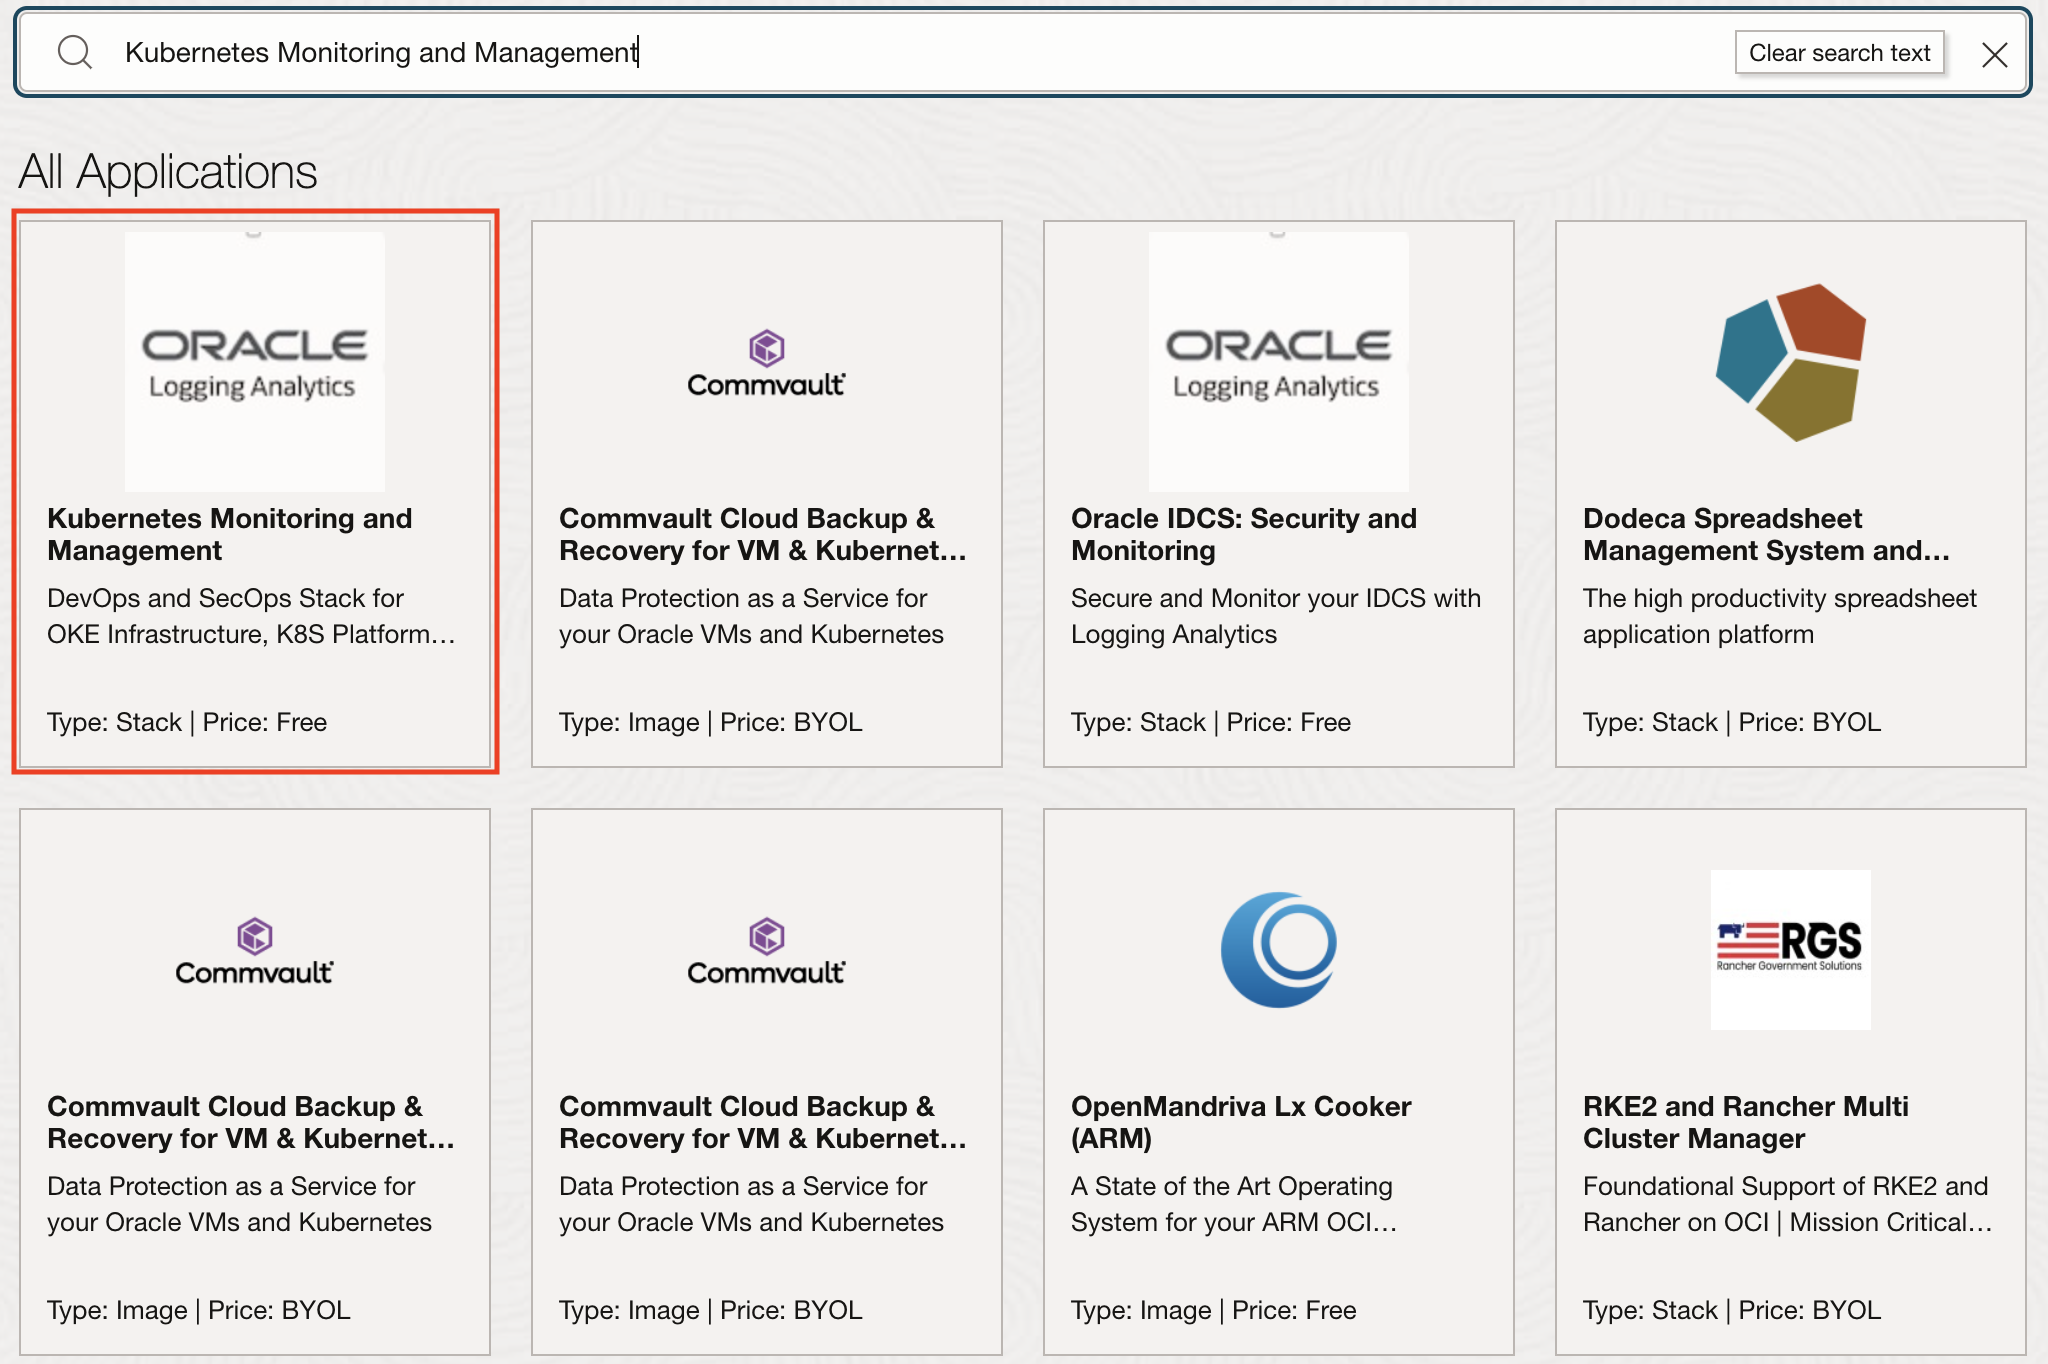 Kubernetes Monitoring and Management
Clear search text
All Applications
ORACLE
Logging Analytics
Kubernetes Monitoring and
Management
DevOps and SecOps Stack for
OKE Infrastructure, K8S Platform...
Type: Stack | Price: Free
Commvault
Commvault Cloud Backup &
Recovery for VM & Kubernet...
Data Protection as a Service for
your Oracle VMs and Kubernetes
Type: Image | Price: BYOL
ORACLE
Logging Analytics
Oracle IDCS: Security and
Monitoring
Secure and Monitor your IDCS with
Logging Analytics
Type: Stack | Price: Free
Dodeca Spreadsheet
Management System and...
The high productivity spreadsheet
application platform
Type: Stack | Price: BYOL
Commvault
Commvault Cloud Backup &
Recovery for VM & Kubernet...
Data Protection as a Service for
your Oracle VMs and Kubernetes
Type: Image | Price: BYOL
Commvault
Commvault Cloud Backup &
Recovery for VM & Kubernet...
Data Protection as a Service for
your Oracle VMs and Kubernetes
Type: Image | Price: BYOL
OpenMandriva Lx Cooker
(ARM)
A State of the Art Operating
System for your ARM OCI...
Type: Image | Price: Free
RGS
Rancher Government Solutions
RKE2 and Rancher Multi
Cluster Manager
Foundational Support of RKE2 and
Rancher on OCI | Mission Critical...
Type: Stack | Price: BYOL